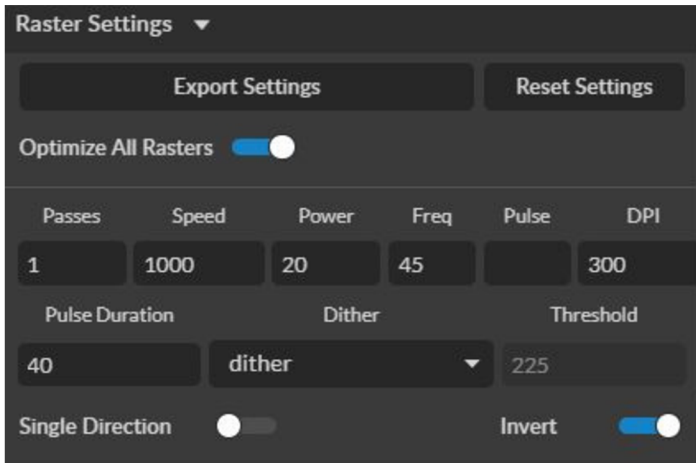 Raster Settings
Export Settings Reset Settings
Optimize All Rasters
Passes Speed Power Freq Pulse DPI
1 1000 20 45 300
Pulse Duration Dither Threshold
40 dither 225
Single Direction Invert